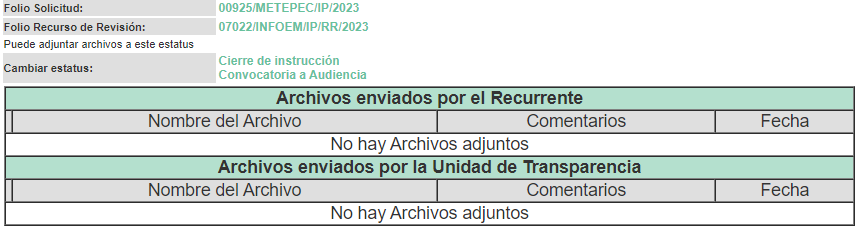 Folio Solicitud: 00925/METEPEC/IP/2023
Folio Recurso de Revisión: 07022/INFOEM/IP/RR/2023
Puede adjuntar archivos a este estatus
Cambiar estatus: Cierre de instrucción
Convocatoria a Audiencia
Archivos enviados por el Recurrente
Nombre del Archivo Comentarios Fecha
No hay Archivos adjuntos
Archivos enviados por la Unidad de Transparencia
Nombre del Archivo Comentarios Fecha
No hay Archivos adjuntos